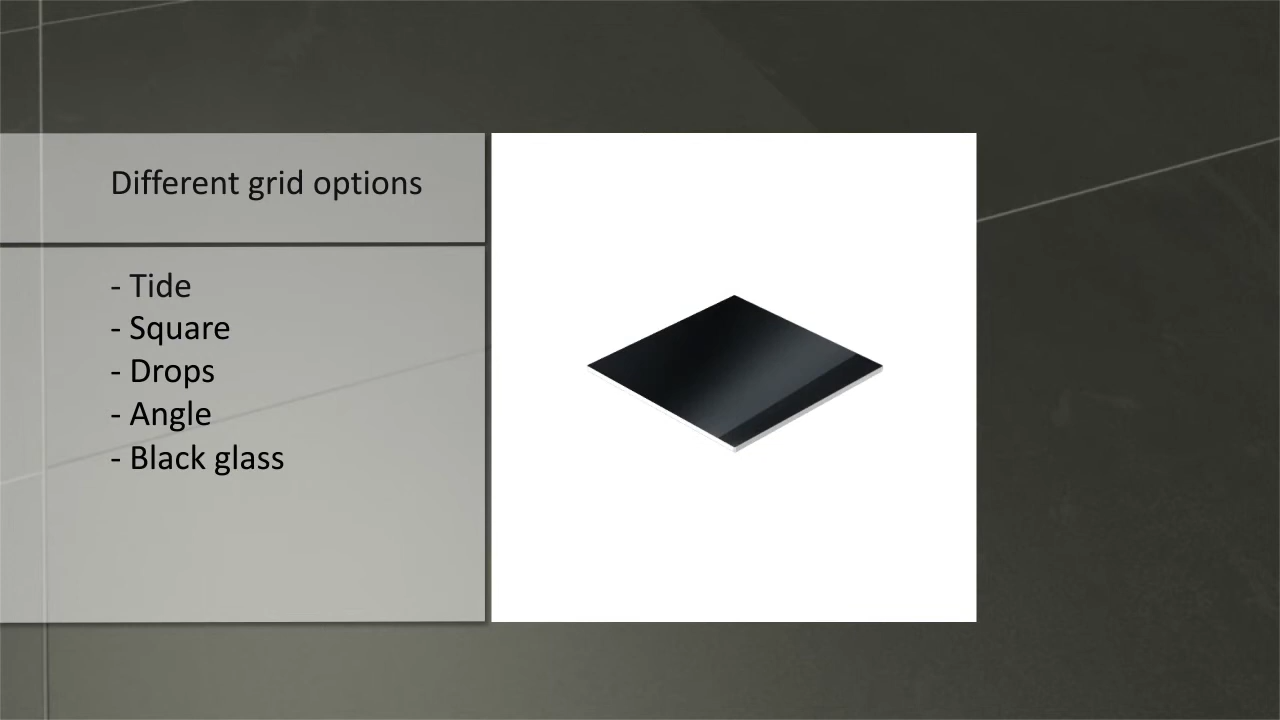 Different grid options
- Tide
- Square
- Drops
- Angle
- Black glass